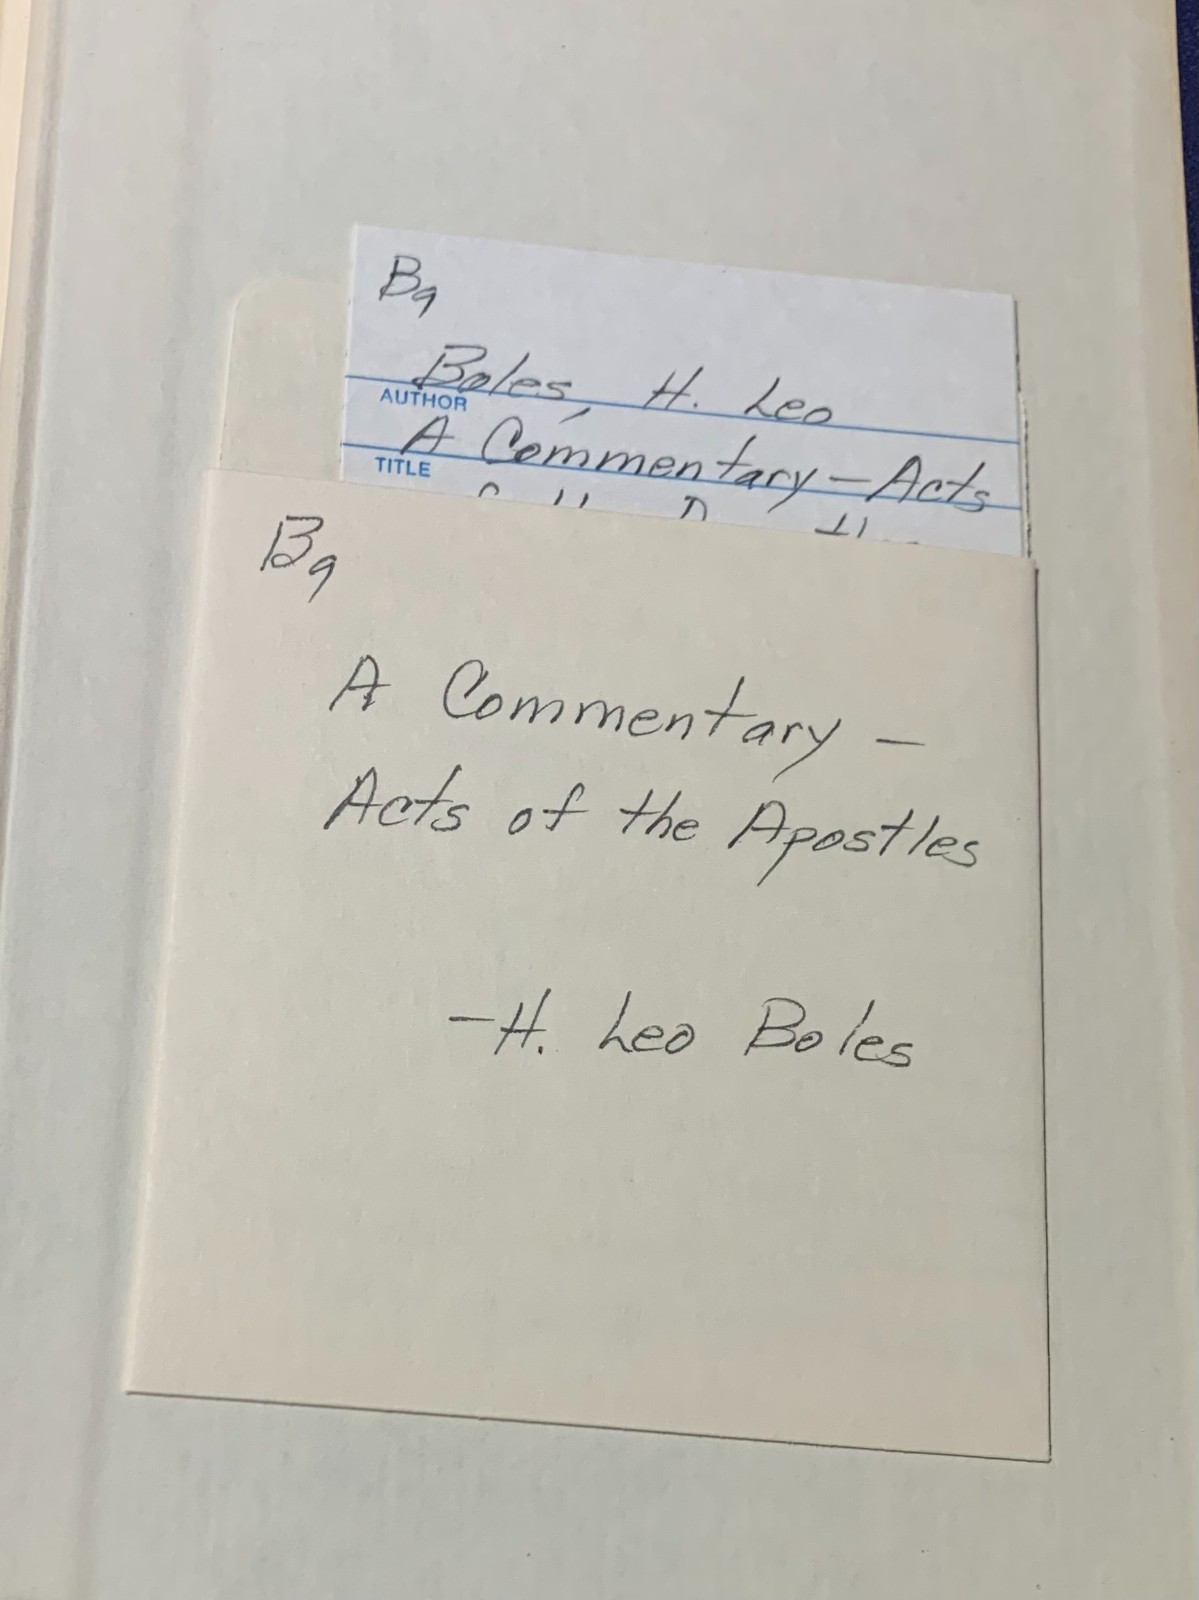 B9
Boles, H. Leo
AUTHOR
A Commentary - Acts
TITLE
B9
A Commentary -
Acts of the Apostles
- H. Leo Boles